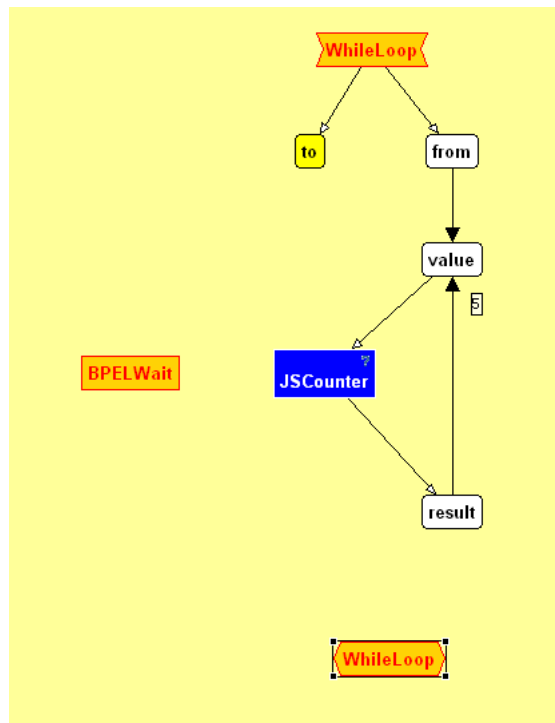 WhileLoop
to
from
value
5
BPELWait
JSCounter
result
WhileLoop